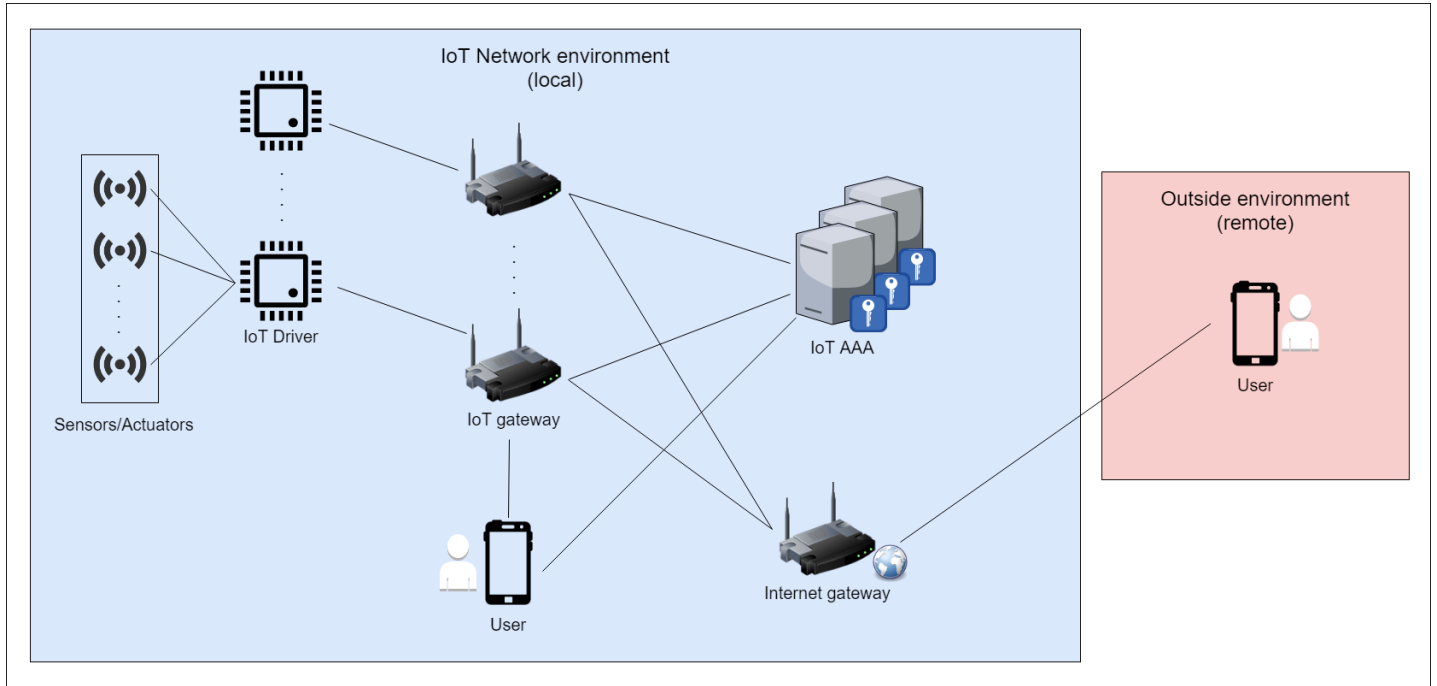 IoT Network environment
(local)
Outside environment
(remote)
IoT Driver
IoT AAA
User
IoT gateway
Sensors/Actuators
Internet gateway
User